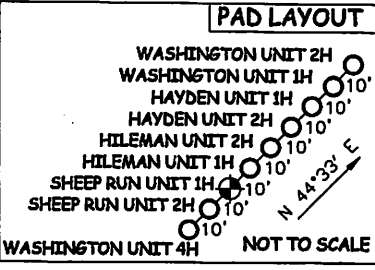 PAD LAYOUT
WASHINGTON UNIT 2H
WASHINGTON UNIT 1H 10'
HAYDEN UNIT 1H 10'
HAYDEN UNIT 2H 10'
HILEMAN UNIT 2H 10'
HILEMAN UNIT 1H 10'
SHEEP RUN UNIT 1H 10'
SHEEP RUN UNIT 2H 10'
WASHINGTON UNIT 4H 10'
N 44°33' E
NOT TO SCALE